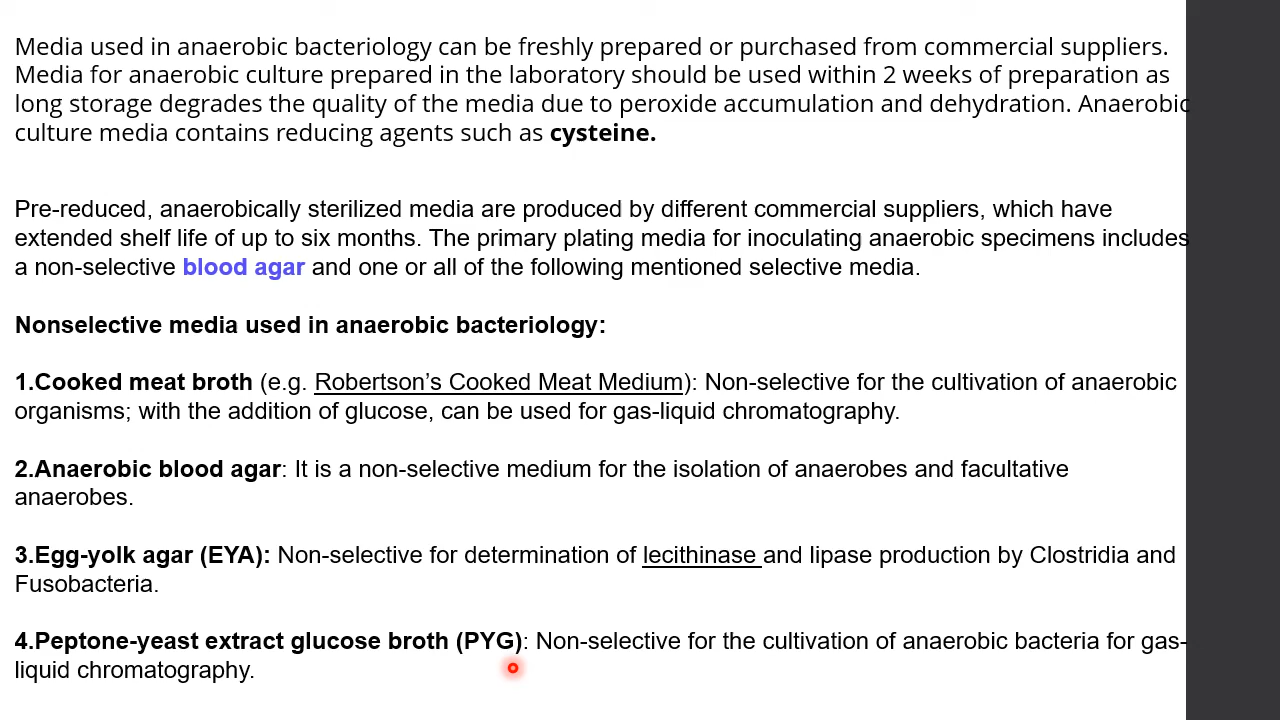 Media used in anaerobic bacteriology can be freshly prepared or purchased from commercial suppliers.
Media for anaerobic culture prepared in the laboratory should be used within 2 weeks of preparation as
long storage degrades the quality of the media due to peroxide accumulation and dehydration. Anaerobic
culture media contains reducing agents such as cysteine.
Pre-reduced, anaerobically sterilized media are produced by different commercial suppliers, which have
extended shelf life of up to six months. The primary plating media for inoculating anaerobic specimens includes
a non-selective blood agar and one or all of the following mentioned selective media.
Nonselective media used in anaerobic bacteriology:
1.Cooked meat broth (e.g. Robertson’s Cooked Meat Medium): Non-selective for the cultivation of anaerobic
organisms; with the addition of glucose, can be used for gas-liquid chromatography.
2.Anaerobic blood agar: It is a non-selective medium for the isolation of anaerobes and facultative
anaerobes.
3.Egg-yolk agar (EYA): Non-selective for determination of lecithinase and lipase production by Clostridia and
Fusobacteria.
4.Peptone-yeast extract glucose broth (PYG): Non-selective for the cultivation of anaerobic bacteria for gas-
liquid chromatography.